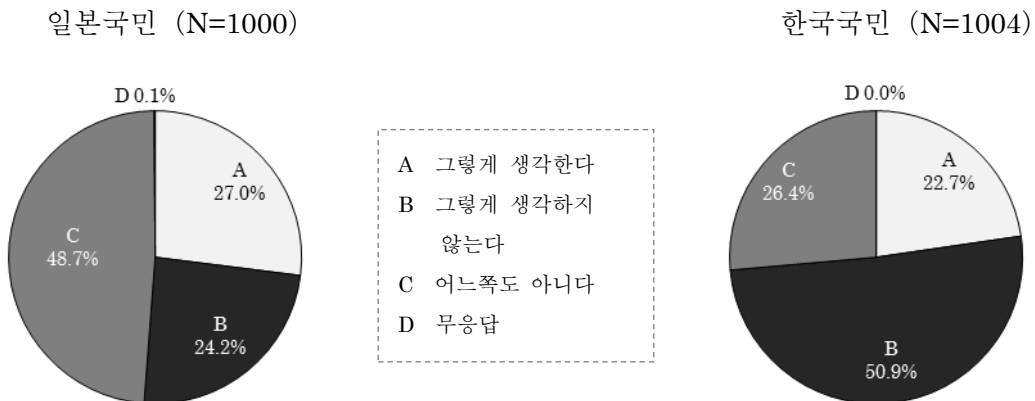 일본국민 (N=1000)
한국국민 (N=1004)
D 0.1%
A
27.0%
C
48.7%
B
24.2%
A 그렇게 생각한다
B 그렇게 생각하지
않는다
C 어느쪽도 아니다
D 무응답
D 0.0%
C
26.4%
A
22.7%
B
50.9%